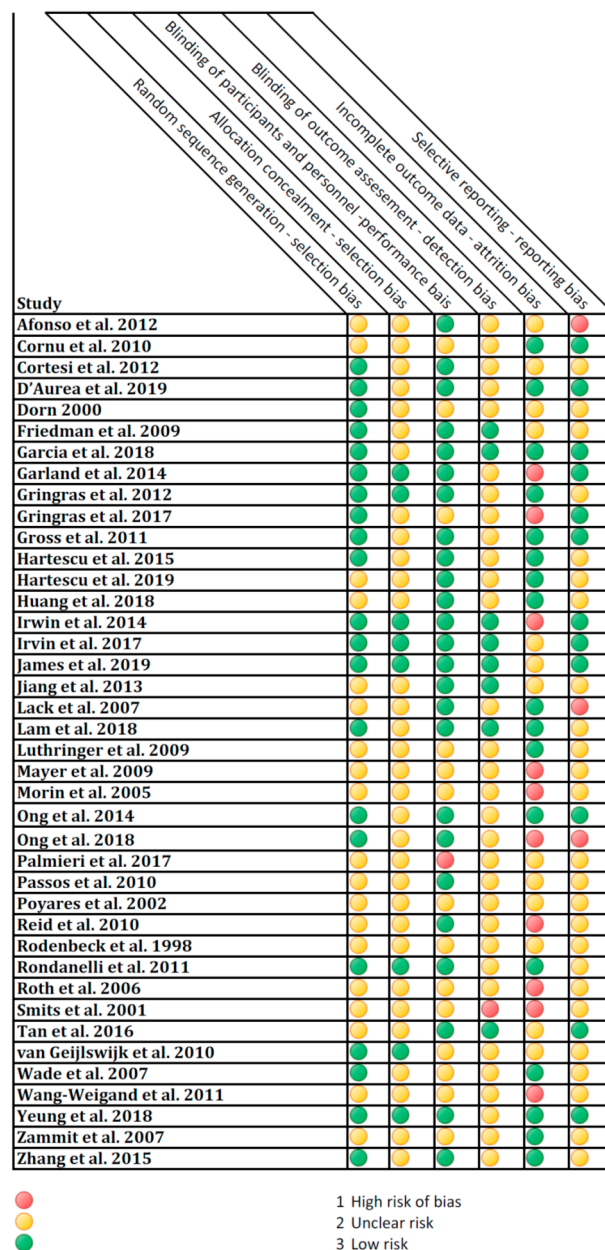 Random sequence generation - selection bias
Allocation concealment - selection bias
Blinding of participants and personnel -performance bais
Blinding of outcome assesement - detection bias
Incomplete outcome data - attrition bias
Selective reporting - reporting bias
Study
Afonso et al. 2012
Cornu et al. 2010
Cortesi et al. 2012
D'Aurea et al. 2019
Dorn 2000
Friedman et al. 2009
Garcia et al. 2018
Garland et al. 2014
Gringras et al. 2012
Gringras et al. 2017
Gross et al. 2011
Hartescu et al. 2015
Hartescu et al. 2019
Huang et al. 2018
Irwin et al. 2014
Irvin et al. 2017
James et al. 2019
Jiang et al. 2013
Lack et al. 2007
Lam et al. 2018
Luthringer et al. 2009
Mayer et al. 2009
Morin et al. 2005
Ong et al. 2014
Ong et al. 2018
Palmieri et al. 2017
Passos et al. 2010
Poyares et al. 2002
Reid et al. 2010
Rodenbeck et al. 1998
Rondanelli et al. 2011
Roth et al. 2006
Smits et al. 2001
Tan et al. 2016
van Geijlswijk et al. 2010
Wade et al. 2007
Wang-Weigand et al. 2011
Yeung et al. 2018
Zammit et al. 2007
Zhang et al. 2015
1 High risk of bias
2 Unclear risk
3 Low risk